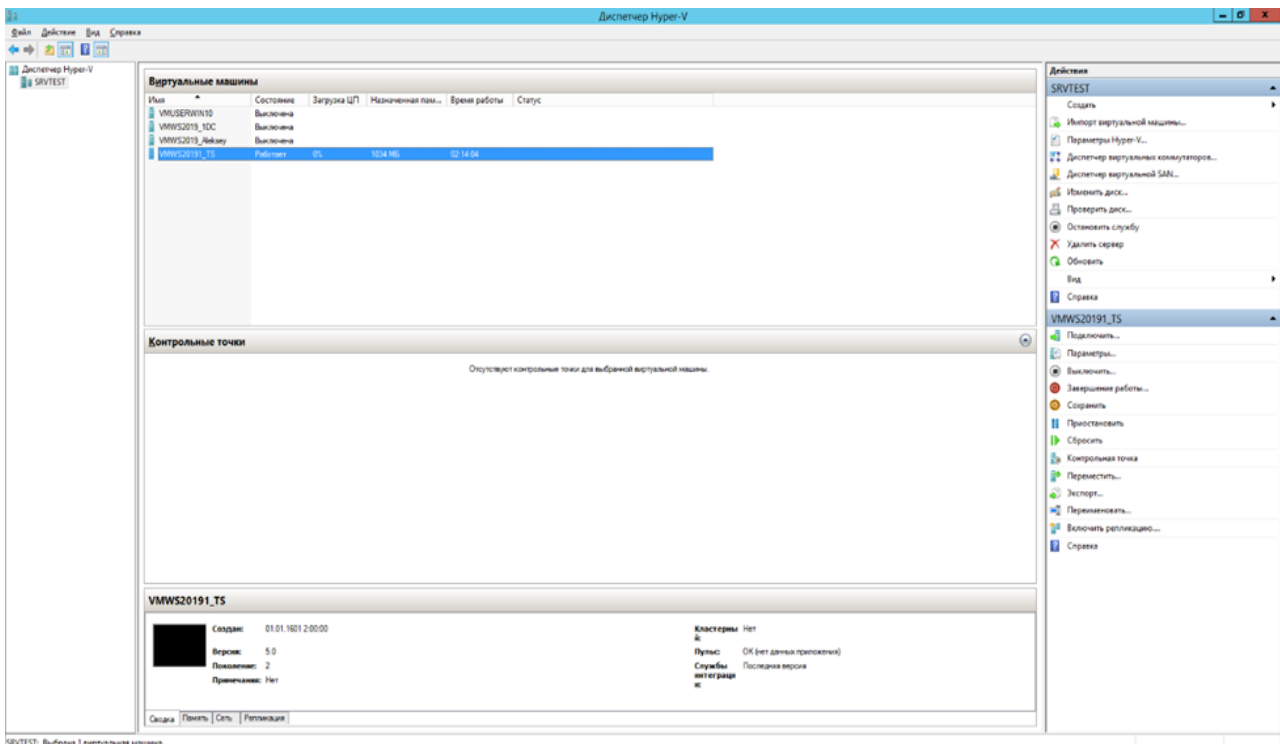 Диспетчер Hyper-V
Файл Действие Вид Справка
Диспетчер Hyper-V
SRVTEST
Виртуальные машины
Имя Состояние Загрузка ЦП Назначенная пам... Время работы Статус
VMUSERWIN10 Выключена
VMWS2019_1DC Выключена
VMWS2019_Aleksey Выключена
VMWS20191_TS Работает 0% 1034 МБ 02:14:04
Контрольные точки
Отсутствуют контрольные точки для выбранной виртуальной машины.
VMWS20191_TS
Создан: 01.01.1601 2:00:00
Версия: 5.0
Поколение: 2
Примечания: Нет
Кластерны Нет
й:
Пульс: ОК (нет данных приложения)
Службы Последняя версия
интеграци
и:
Сводка Память Сеть Репликация
Действия
SRVTEST
Создать
Импорт виртуальной машины...
Параметры Hyper-V...
Диспетчер виртуальных коммутаторов...
Диспетчер виртуальной SAN...
Изменить диск...
Проверить диск...
Остановить службу
Удалить сервер
Обновить
Вид
Справка
VMWS20191_TS
Подключить...
Параметры...
Выключить...
Завершение работы...
Сохранить
Приостановить
Сбросить
Контрольная точка
Переместить...
Экспорт...
Переименовать...
Включить репликацию...
Справка
SRVTEST: Выбрана 1 виртуальная машина.